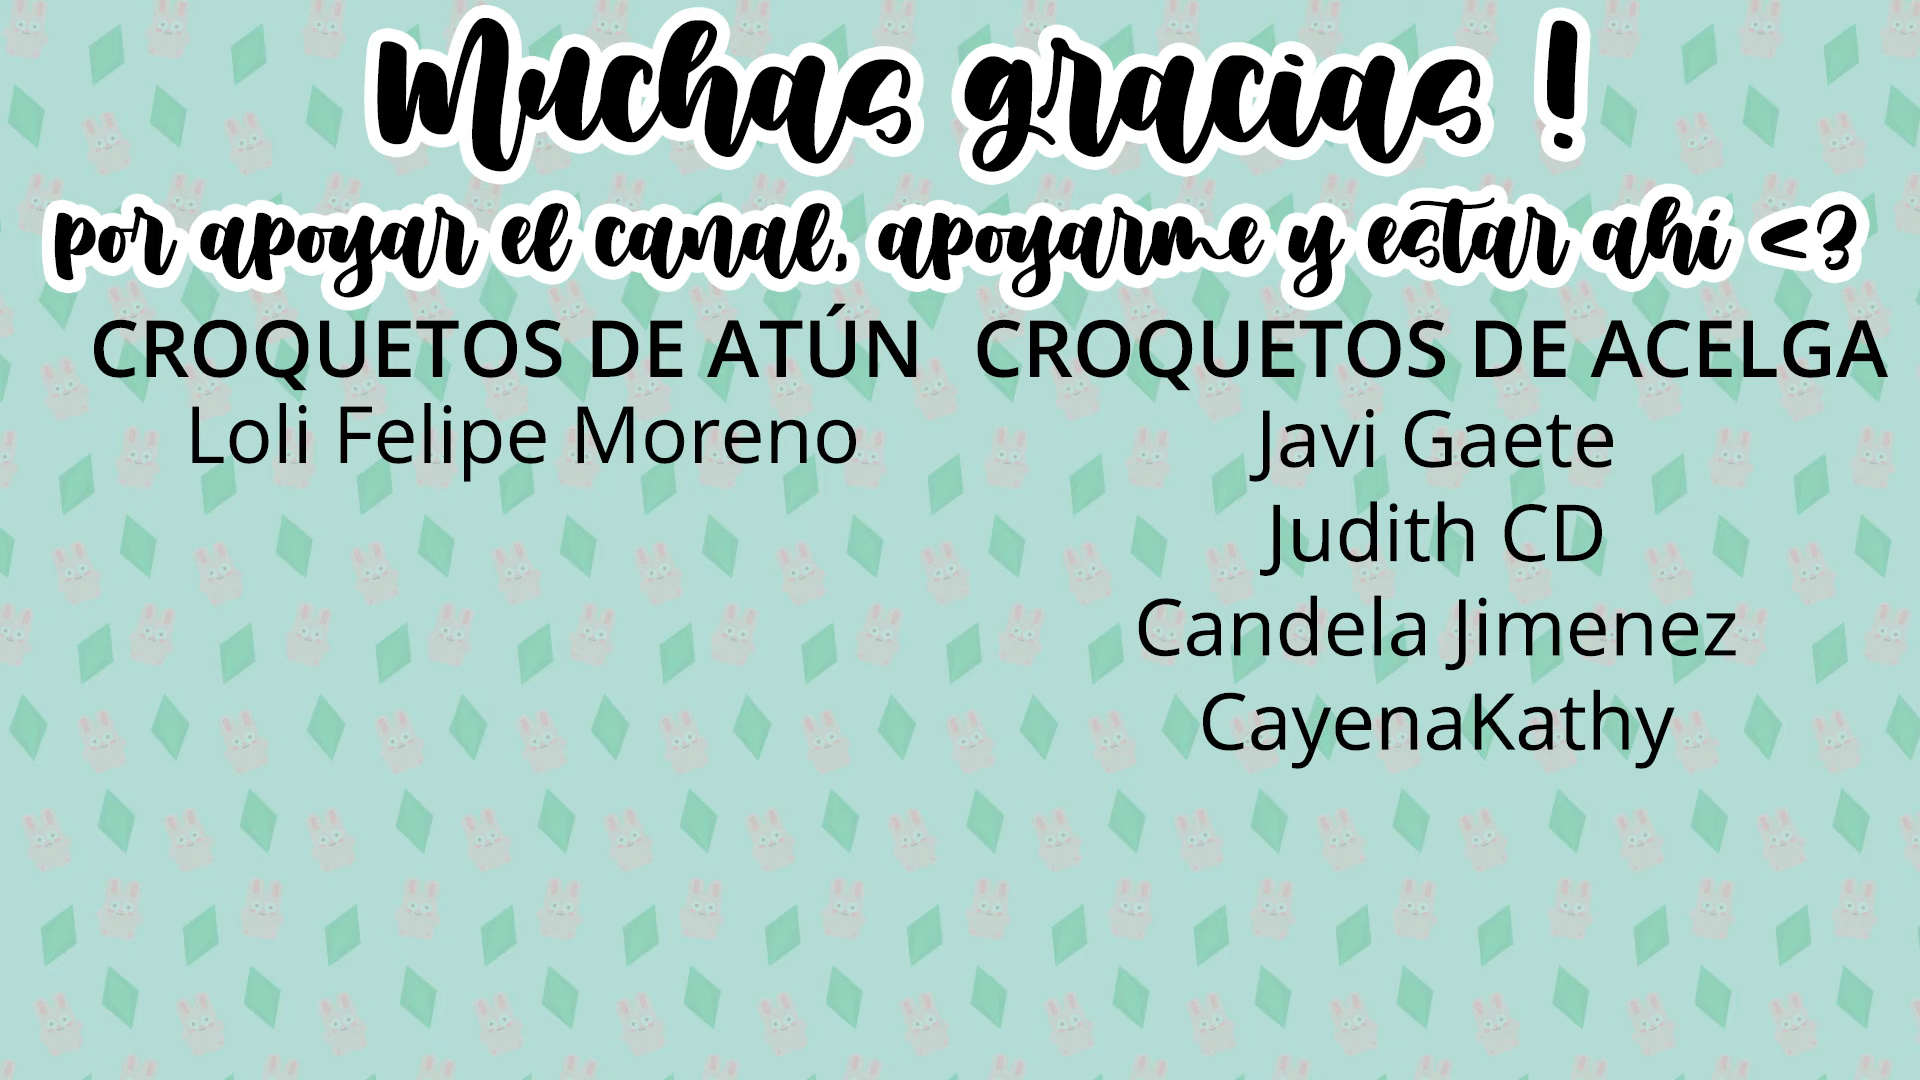 Muchas gracias !
por apoyar el canal, apoyarme y estar ahí <3
CROQUETOS DE ATÚN
Loli Felipe Moreno
CROQUETOS DE ACELGA
Javi Gaete
Judith CD
Candela Jimenez
CayenaKathy